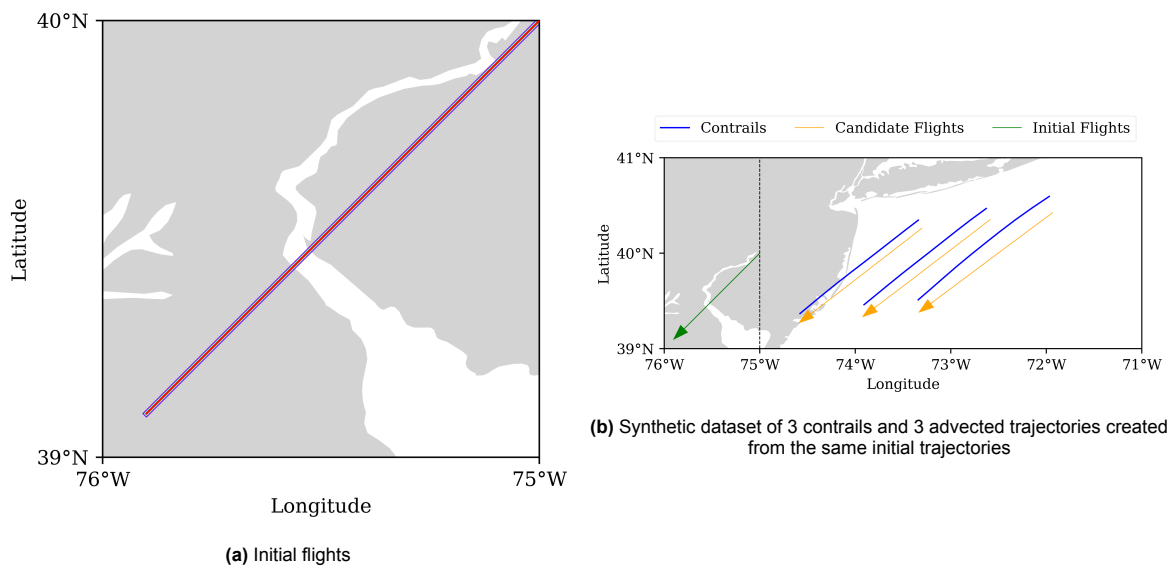 40°N
39°N
76°W
75°W
Latitude
Longitude
(a) Initial flights
Contrails
Candidate Flights
Initial Flights
41°N
40°N
39°N
76°W
75°W
74°W
73°W
72°W
71°W
Latitude
Longitude
(b) Synthetic dataset of 3 contrails and 3 advected trajectories created
from the same initial trajectories